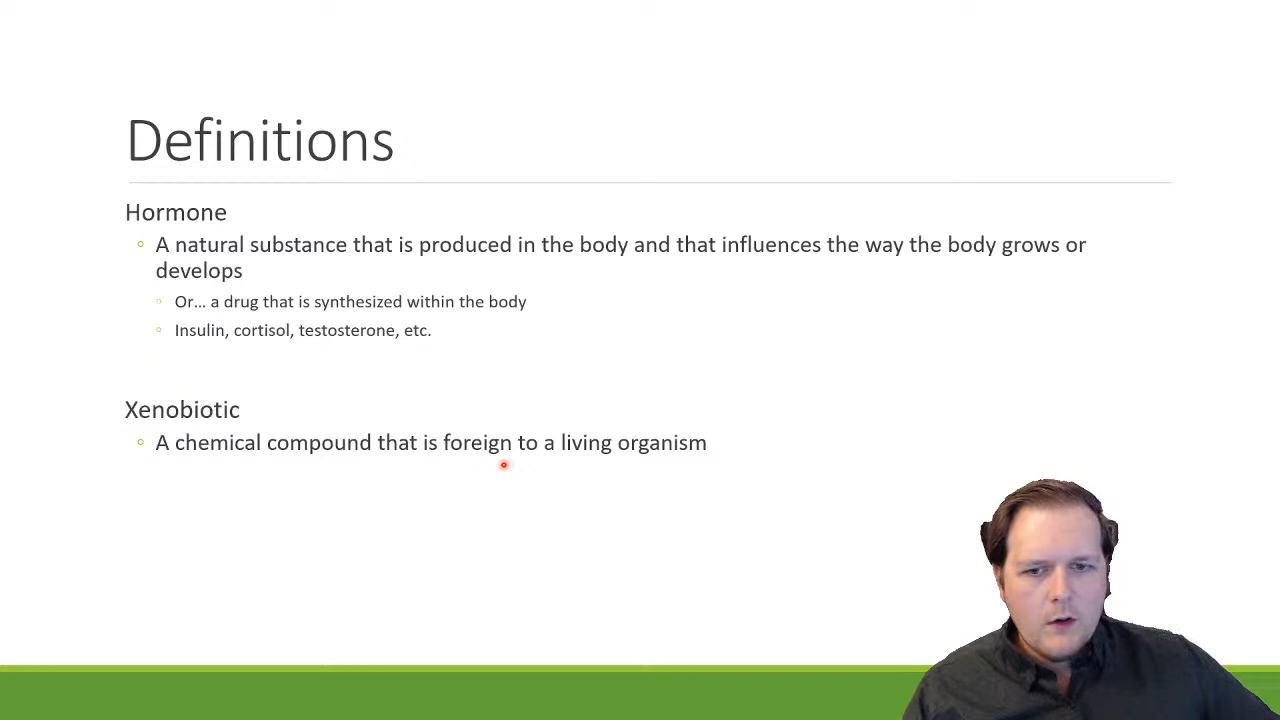 Definitions
Hormone
A natural substance that is produced in the body and that influences the way the body grows or
develops
Or… a drug that is synthesized within the body
Insulin, cortisol, testosterone, etc.
Xenobiotic
A chemical compound that is foreign to a living organism